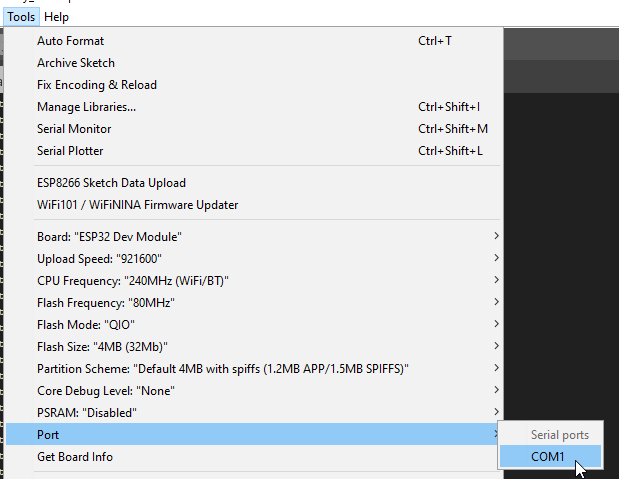 Tools Help
Auto Format Ctrl+T
Archive Sketch
Fix Encoding & Reload
Manage Libraries... Ctrl+Shift+I
Serial Monitor Ctrl+Shift+M
Serial Plotter Ctrl+Shift+L
ESP8266 Sketch Data Upload
WiFi101 / WiFiNINA Firmware Updater
Board: "ESP32 Dev Module"
Upload Speed: "921600"
CPU Frequency: "240MHz (WiFi/BT)"
Flash Frequency: "80MHz"
Flash Mode: "QIO"
Flash Size: "4MB (32Mb)"
Partition Scheme: "Default 4MB with spiffs (1.2MB APP/1.5MB SPIFFS)"
Core Debug Level: "None"
PSRAM: "Disabled"
Port Serial ports
Get Board Info COM1